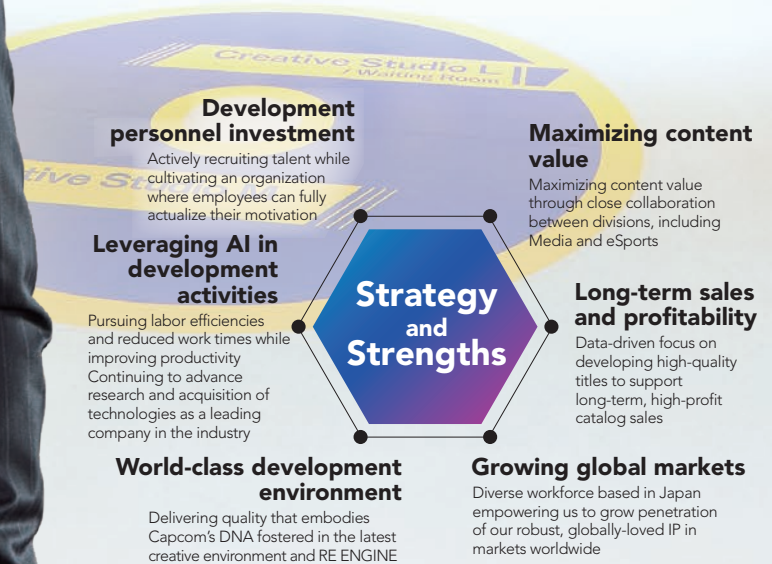 Creative Studio L
/ Waiting Room
tive Studio M
Development
personnel investment
Actively recruiting talent while
cultivating an organization
where employees can fully
actualize their motivation
Maximizing content
value
Maximizing content value
through close collaboration
between divisions, including
Media and eSports
Leveraging AI in
development
activities
Pursuing labor efficiencies
and reduced work times while
improving productivity
Continuing to advance
research and acquisition of
technologies as a leading
company in the industry
Strategy
and
Strengths
Long-term sales
and profitability
Data-driven focus on
developing high-quality
titles to support
long-term, high-profit
catalog sales
World-class development
environment
Delivering quality that embodies
Capcom's DNA fostered in the latest
creative environment and RE ENGINE
Growing global markets
Diverse workforce based in Japan
empowering us to grow penetration
of our robust, globally-loved IP in
markets worldwide